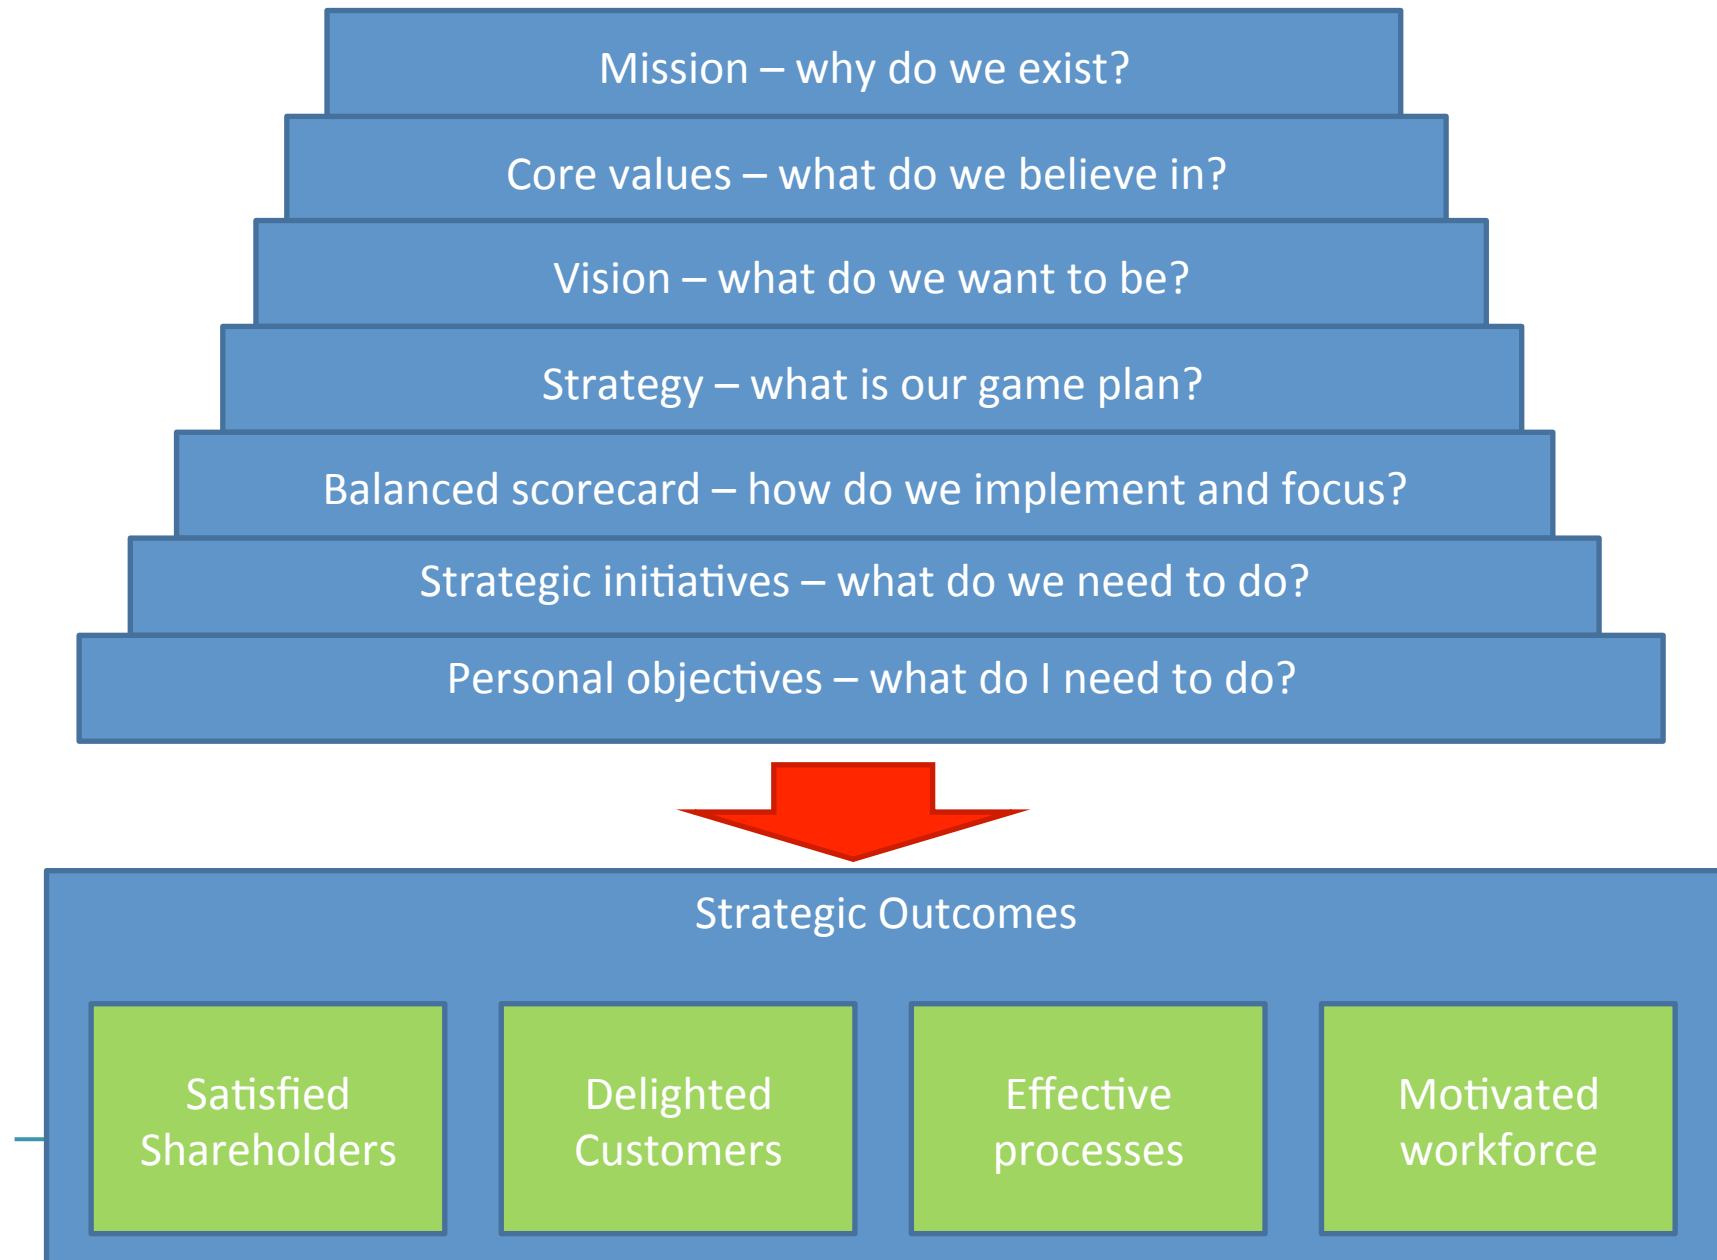 Mission – why do we exist?
Core values – what do we believe in?
Vision – what do we want to be?
Strategy – what is our game plan?
Balanced scorecard – how do we implement and focus?
Strategic initiatives – what do we need to do?
Personal objectives – what do I need to do?
Strategic Outcomes
Satisfied
Shareholders
Delighted
Customers
Effective
processes
Motivated
workforce